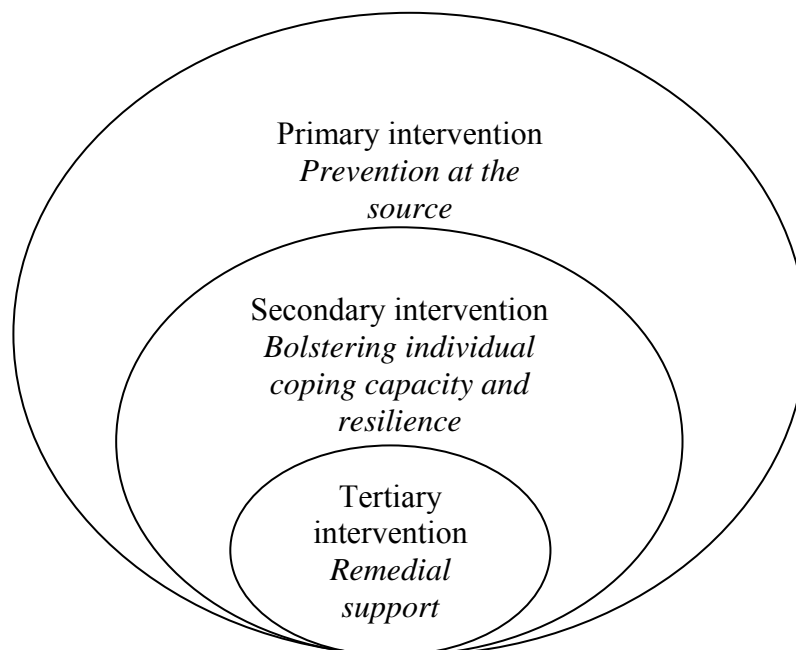 Primary intervention
Prevention at the
source
Secondary intervention
Bolstering individual
coping capacity and
resilience
Tertiary
intervention
Remedial
support